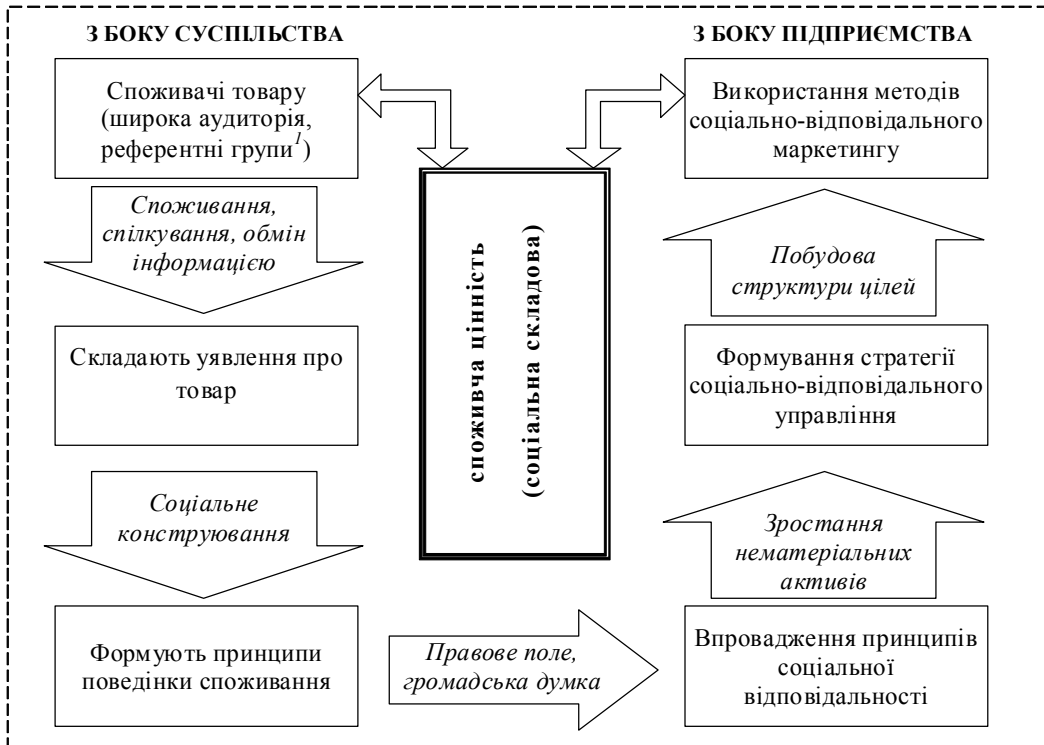 З БОКУ СУСПІЛЬСТВА
Споживачі товару
(широка аудиторія,
референтні групи1)
Споживання,
спілкування, обмін
інформацією
Складають уявлення про
товар
Соціальне
конструювання
Формують принципи
поведінки споживання
споживча цінність
(соціальна складова)
Правове поле,
громадська думка
З БОКУ ПІДПРИЄМСТВА
Використання методів
соціально-відповідального
маркетингу
Побудова
структури цілей
Формування стратегії
соціально-відповідального
управління
Зростання
нематеріальних
активів
Впровадження принципів
соціальної
відповідальності